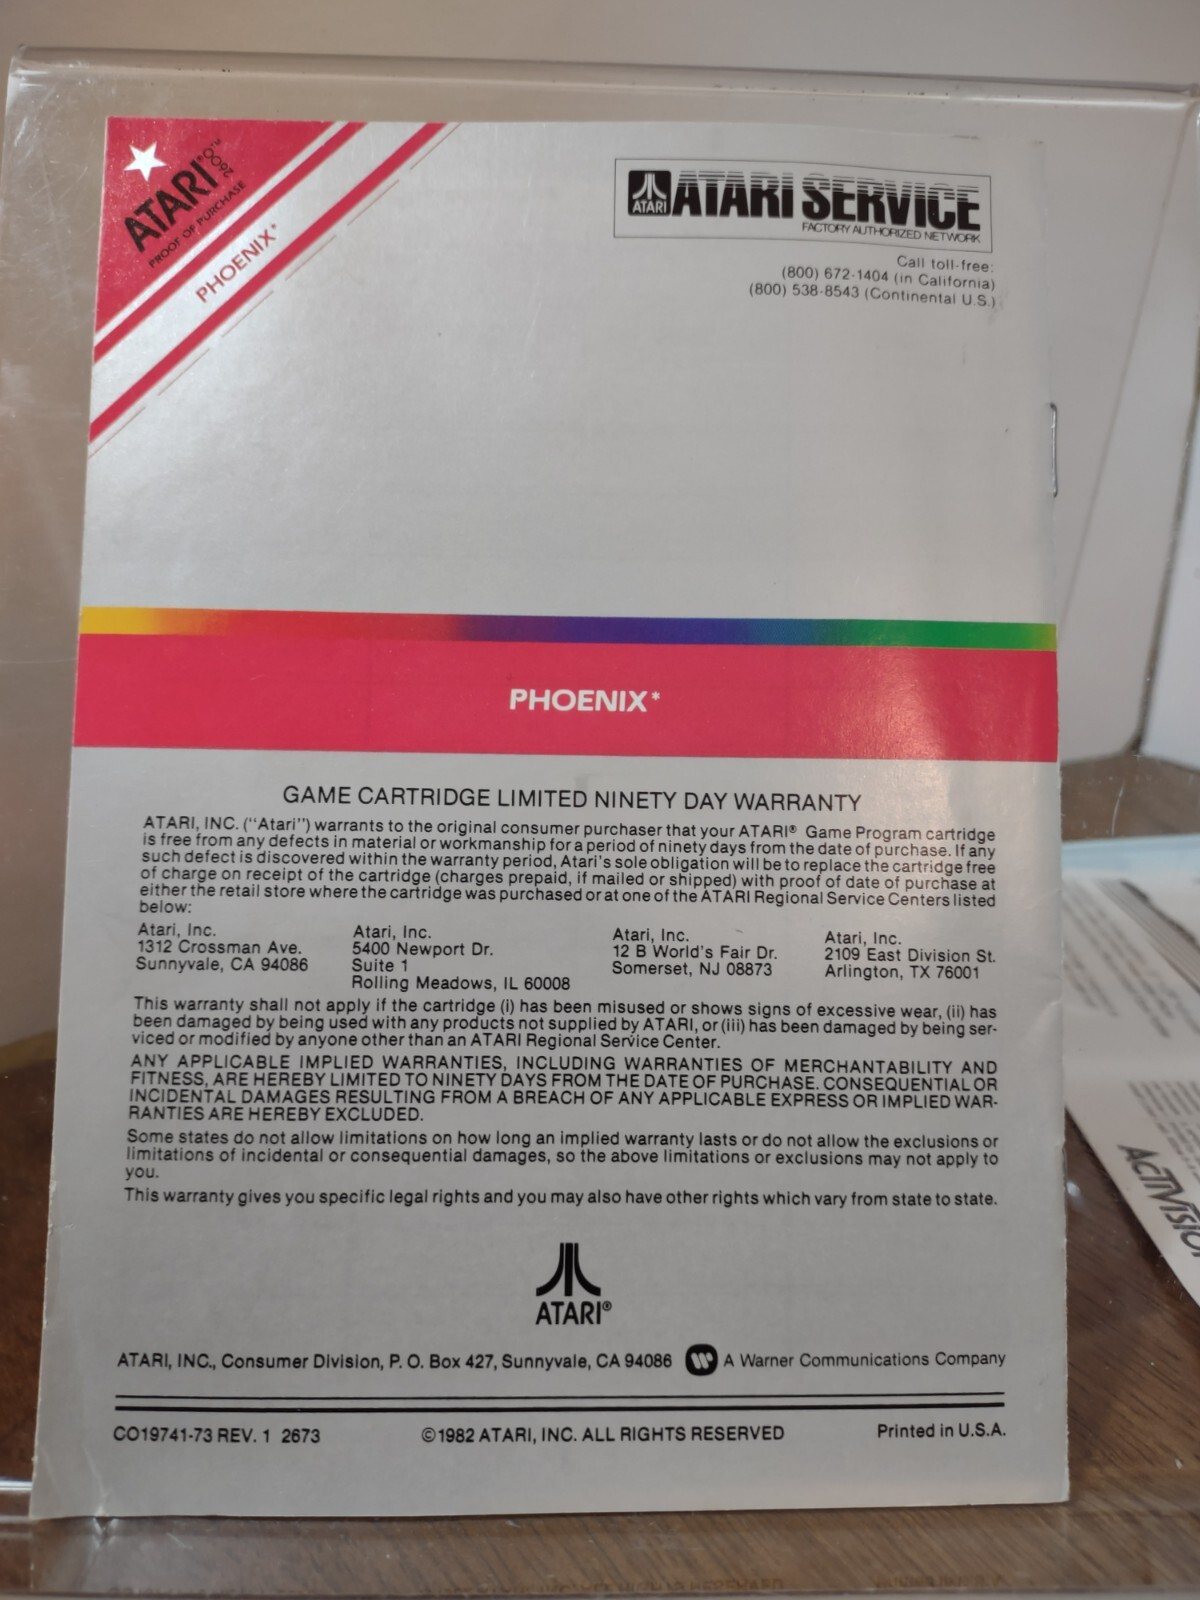 ATARI® 2600™
PROOF OF PURCHASE
PHOENIX*
ATARI
ATARI SERVICE
FACTORY AUTHORIZED NETWORK
Call toll-free:
(800) 672-1404 (in California)
(800) 538-8543 (Continental U.S.)
PHOENIX*
GAME CARTRIDGE LIMITED NINETY DAY WARRANTY
ATARI, INC. ("Atari") warrants to the original consumer purchaser that your ATARI® Game Program cartridge
is free from any defects in material or workmanship for a period of ninety days from the date of purchase. If any
such defect is discovered within the warranty period, Atari's sole obligation will be to replace the cartridge free
of charge on receipt of the cartridge (charges prepaid, if mailed or shipped) with proof of date of purchase at
either the retail store where the cartridge was purchased or at one of the ATARI Regional Service Centers listed
below:
Atari, Inc.
1312 Crossman Ave.
Sunnyvale, CA 94086
Atari, Inc.
5400 Newport Dr.
Suite 1
Rolling Meadows, IL 60008
Atari, Inc.
12 B World's Fair Dr.
Somerset, NJ 08873
Atari, Inc.
2109 East Division St.
Arlington, TX 76001
This warranty shall not apply if the cartridge (i) has been misused or shows signs of excessive wear, (ii) has
been damaged by being used with any products not supplied by ATARI, or (iii) has been damaged by being ser-
viced or modified by anyone other than an ATARI Regional Service Center.
ANY APPLICABLE IMPLIED WARRANTIES, INCLUDING WARRANTIES OF MERCHANTABILITY AND
FITNESS, ARE HEREBY LIMITED TO NINETY DAYS FROM THE DATE OF PURCHASE. CONSEQUENTIAL OR
INCIDENTAL DAMAGES RESULTING FROM A BREACH OF ANY APPLICABLE EXPRESS OR IMPLIED WAR-
RANTIES ARE HEREBY EXCLUDED.
Some states do not allow limitations on how long an implied warranty lasts or do not allow the exclusions or
limitations of incidental or consequential damages, so the above limitations or exclusions may not apply to
you.
This warranty gives you specific legal rights and you may also have other rights which vary from state to state.
ATARI®
ATARI, INC., Consumer Division, P. O. Box 427, Sunnyvale, CA 94086 A Warner Communications Company
CO19741-73 REV. 1 2673 ©1982 ATARI, INC. ALL RIGHTS RESERVED Printed in U.S.A.